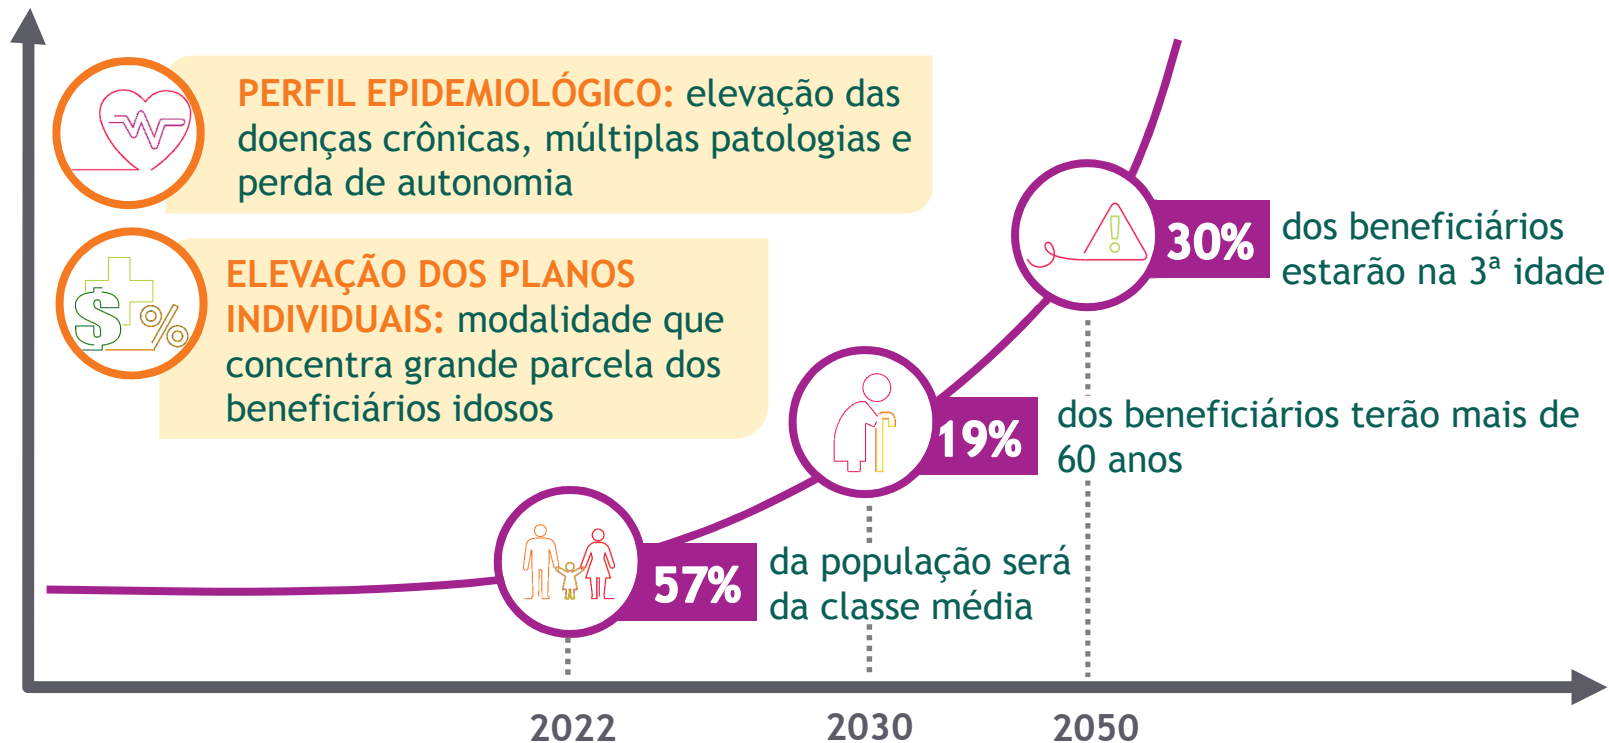 PERFIL EPIDEMIOLÓGICO: elevação das
doenças crônicas, múltiplas patologias e
perda de autonomia
ELEVAÇÃO DOS PLANOS
INDIVIDUAIS: modalidade que
concentra grande parcela dos
beneficiários idosos
30%
dos beneficiários
estarão na 3ª idade
19%
dos beneficiários terão mais de
60 anos
57%
da população será
da classe média
2022
2030
2050